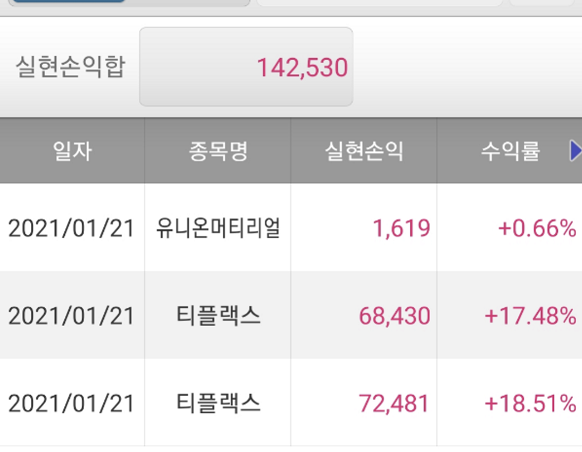 실현손익합 142,530
일자 종목명 실현손익 수익률
2021/01/21 유니온머티리얼 1,619 +0.66%
2021/01/21 티플랙스 68,430 +17.48%
2021/01/21 티플랙스 72,481 +18.51%